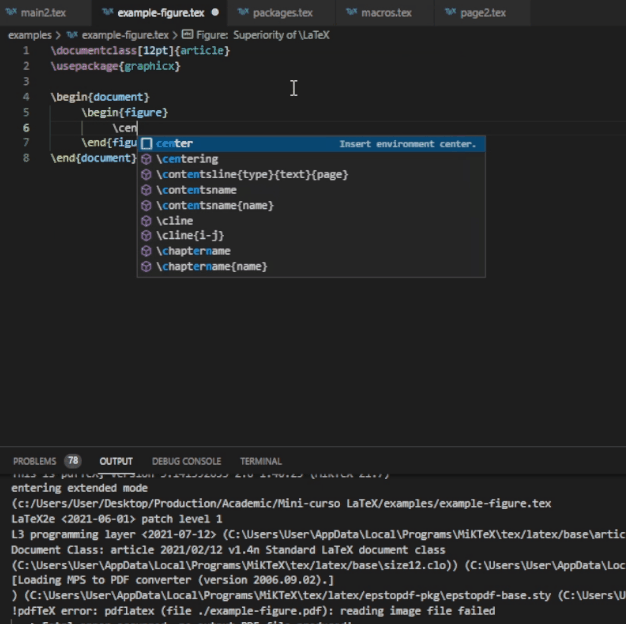 main2.tex example-figure.tex packages.tex macros.tex page2.tex
examples > example-figure.tex > Figure: Superiority of \LaTeX
1 \documentclass[12pt]{article}
2 \usepackage{graphicx}
3
4 \begin{document}
5 \begin{figure}
6 \cen
7 \end{figu
8 \end{document}
center Insert environment center.
\centering
\contentsline{type}{text}{page}
\contentsname
\contentsname{name}
\cline
\cline{i-j}
\chaptername
\chaptername{name}
PROBLEMS 78 OUTPUT DEBUG CONSOLE TERMINAL
entering extended mode
(c:/Users/User/Desktop/Production/Academic/Mini-curso LaTeX/examples/example-figure.tex
LaTeX2e <2021-06-01> patch level 1
L3 programming layer <2021-07-12> (C:\Users\User\AppData\Local\Programs\MiKTeX\tex/latex/base\artic
Document Class: article 2021/02/12 v1.4n Standard LaTeX document class
(C:\Users\User\AppData\Local\Programs\MiKTeX\tex/latex/base\size12.clo)) (C:\Users\User\AppData\Loc
[Loading MPS to PDF converter (version 2006.09.02).]
) (C:\Users\User\AppData\Local\Programs\MiKTeX\tex/latex/epstopdf-pkg\epstopdf-base.sty (C:\Users\U
!pdfTeX error: pdflatex (file ./example-figure.pdf): reading image file failed